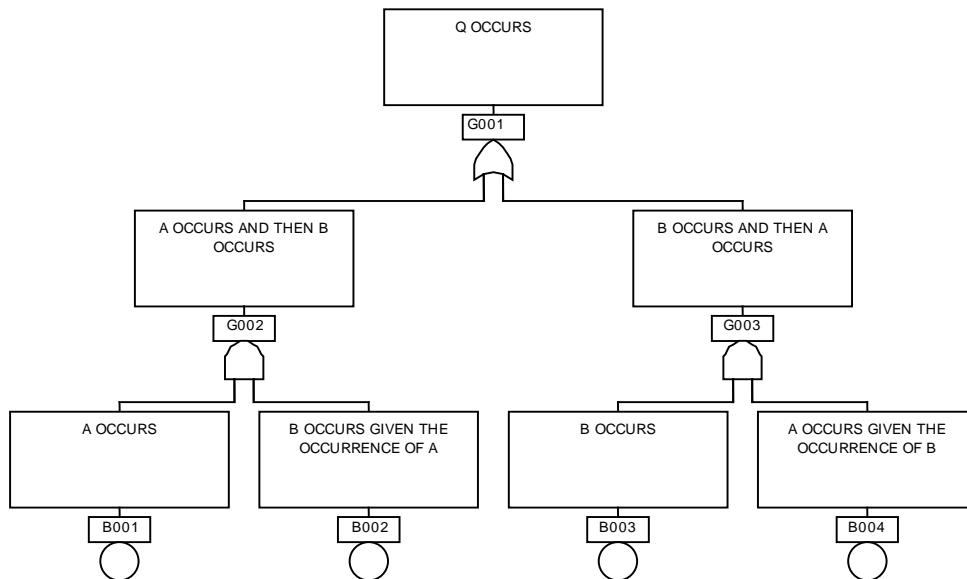 Q OCCURS
G001
A OCCURS AND THEN B
OCCURS
B OCCURS AND THEN A
OCCURS
G002
G003
A OCCURS
B OCCURS GIVEN THE
OCCURRENCE OF A
B OCCURS
A OCCURS GIVEN THE
OCCURRENCE OF B
B001
B002
B003
B004